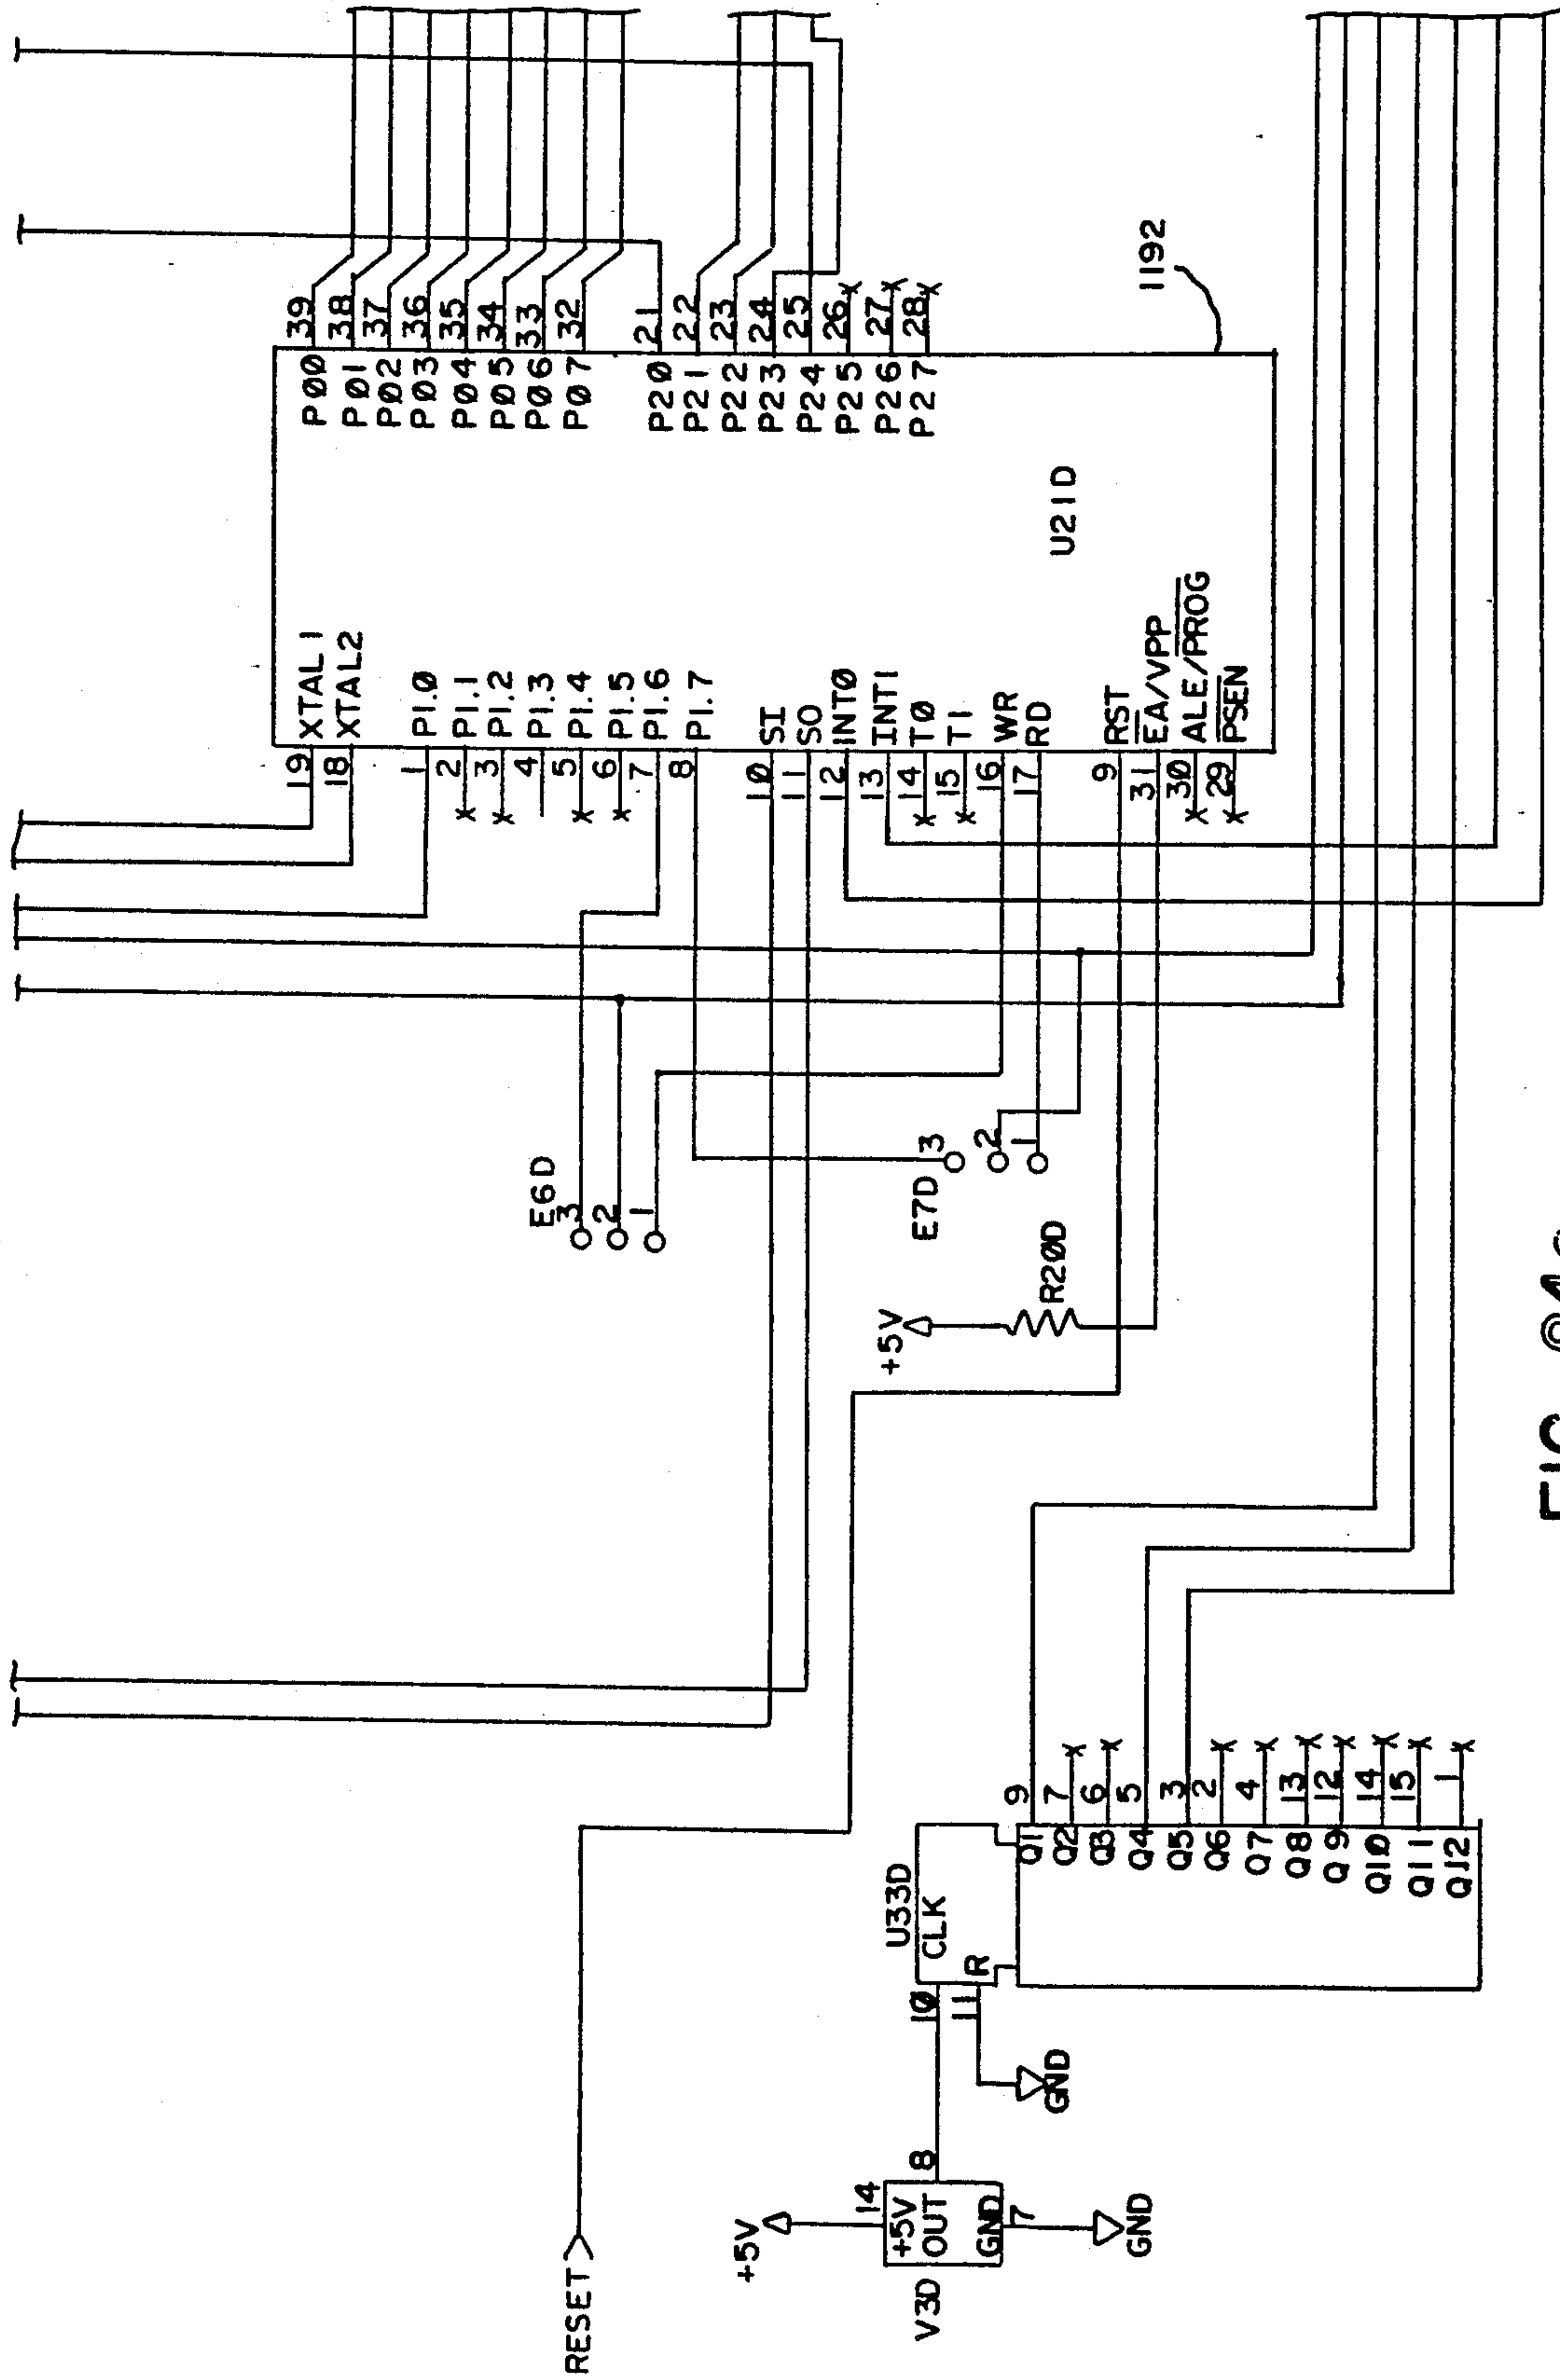 RESET
+5V
14
+5V
OUT
GND
8
7
GND
V3D
U33D
CLK
R
10
11
GND
Q1 9
Q2 7 X
Q3 6 X
Q4 5
Q5 3
Q6 2 X
Q7 4 X
Q8 13 X
Q9 12 X
Q10 14 X
Q11 15 X
Q12 1 X
+5V
R20D
E6D
3
2
1
E7D
3
2
1
19 XTAL1
18 XTAL2
1 P1.0
X 2 P1.1
X 3 P1.2
4 P1.3
X 5 P1.4
X 6 P1.5
7 P1.6
8 P1.7
10 SI
11 SO
12 INT0
13 INT1
X 14 T0
X 15 T1
16 WR
17 RD
9 RST
31 EA/VPP
X 30 ALE/PROG
X 29 PSEN
U21D
P00 39
P01 38
P02 37
P03 36
P04 35
P05 34
P06 33
P07 32
P20 21
P21 22
P22 23
P23 24
P24 25
P25 26 X
P26 27 X
P27 28 X
1192